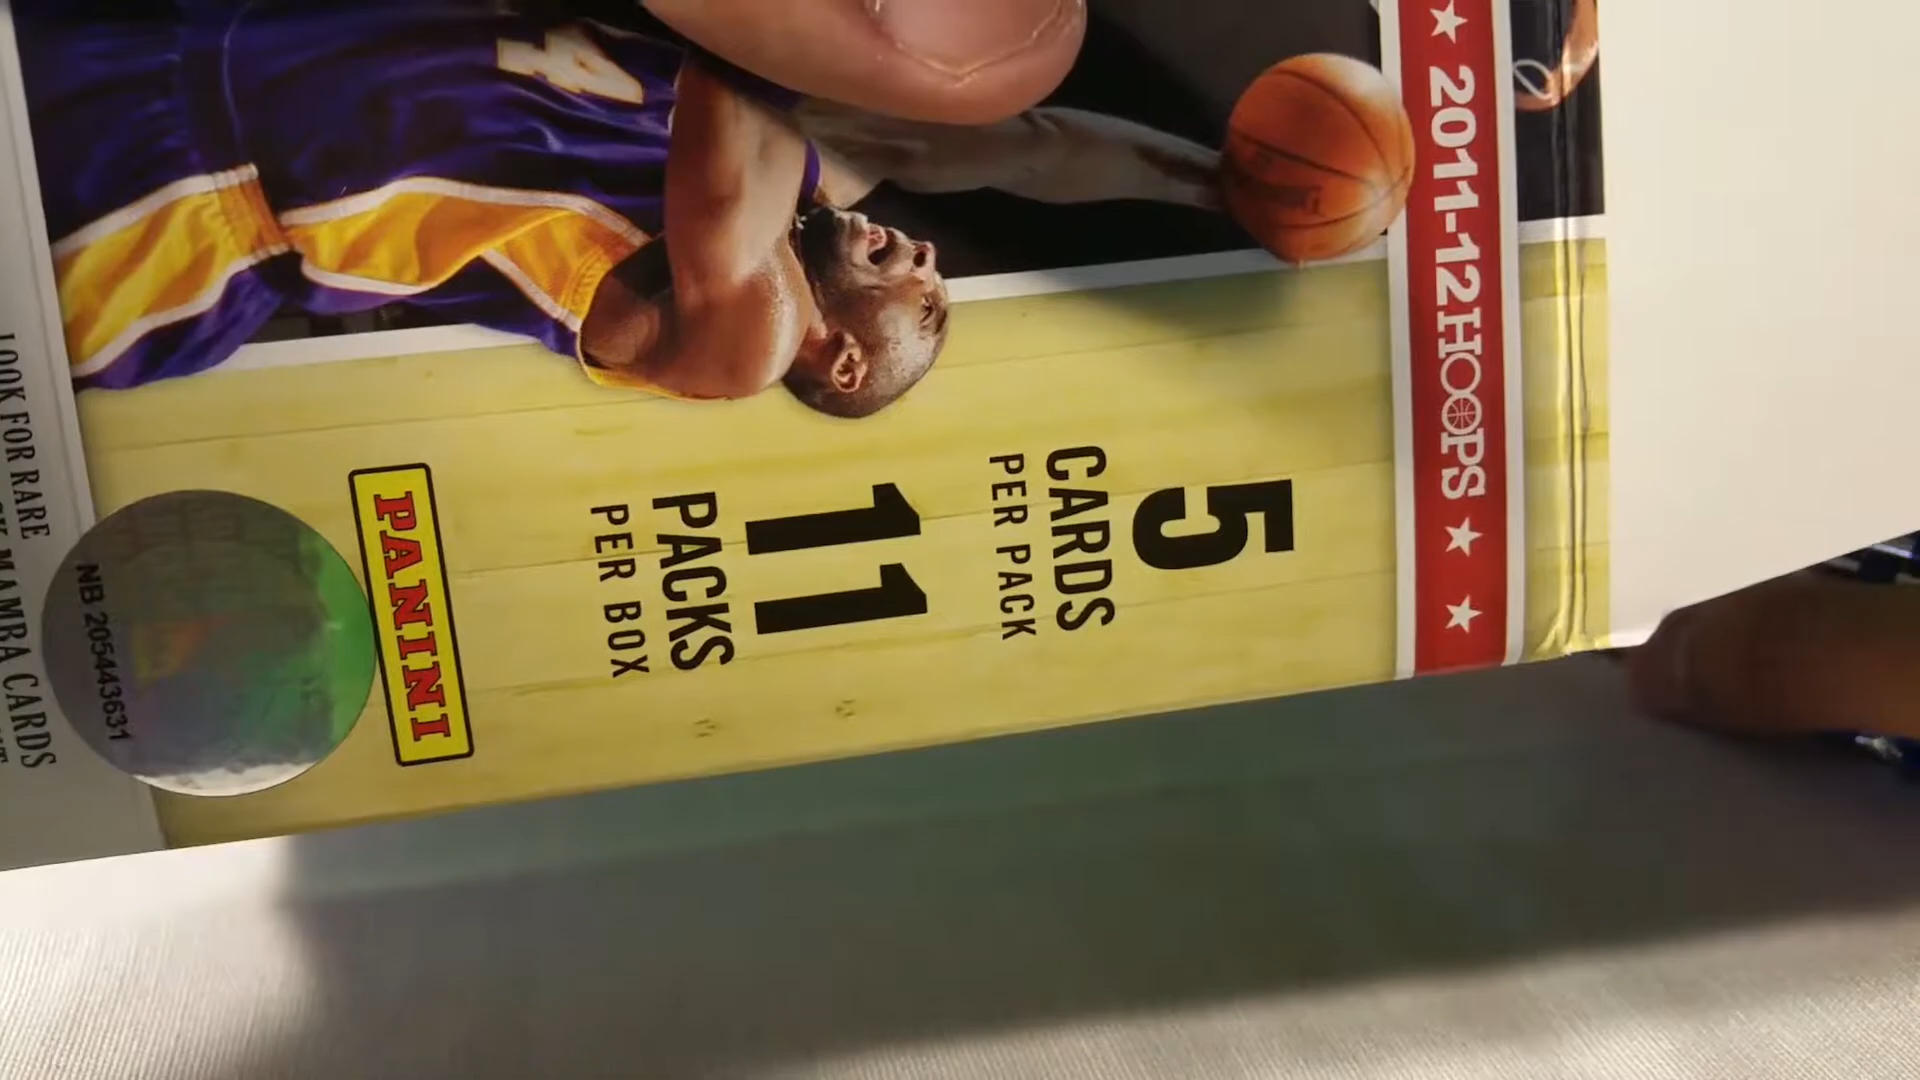 2011-12 HOOPS
5
CARDS
PER PACK
11
PACKS
PER BOX
PANINI
NB 205443631
LOOK FOR RARE
MAMBA CARDS
4